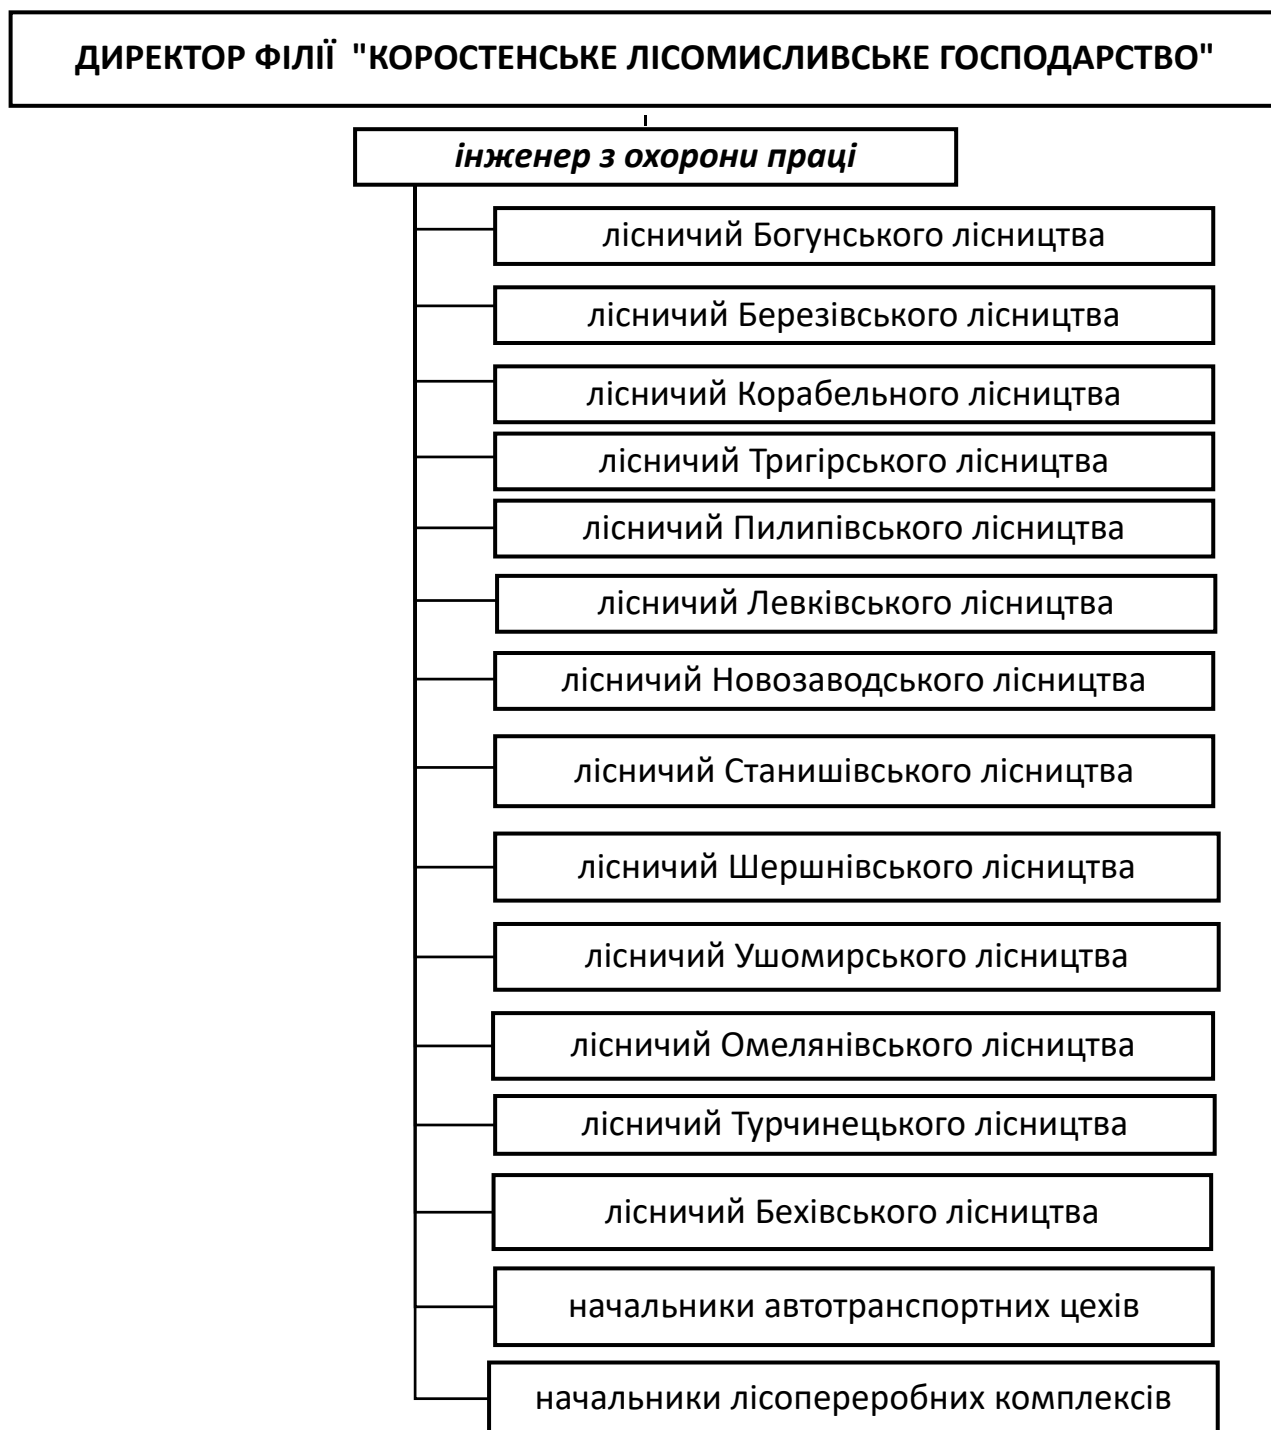 ДИРЕКТОР ФІЛІЇ "КОРОСТЕНСЬКЕ ЛІСОМИСЛИВСЬКЕ ГОСПОДАРСТВО"
інженер з охорони праці
лісничий Богунського лісництва
лісничий Березівського лісництва
лісничий Корабельного лісництва
лісничий Тригірського лісництва
лісничий Пилипівського лісництва
лісничий Левківського лісництва
лісничий Новозаводського лісництва
лісничий Станишівського лісництва
лісничий Шершнівського лісництва
лісничий Ушомирського лісництва
лісничий Омелянівського лісництва
лісничий Турчинецького лісництва
лісничий Бехівського лісництва
начальники автотранспортних цехів
начальники лісопереробних комплексів